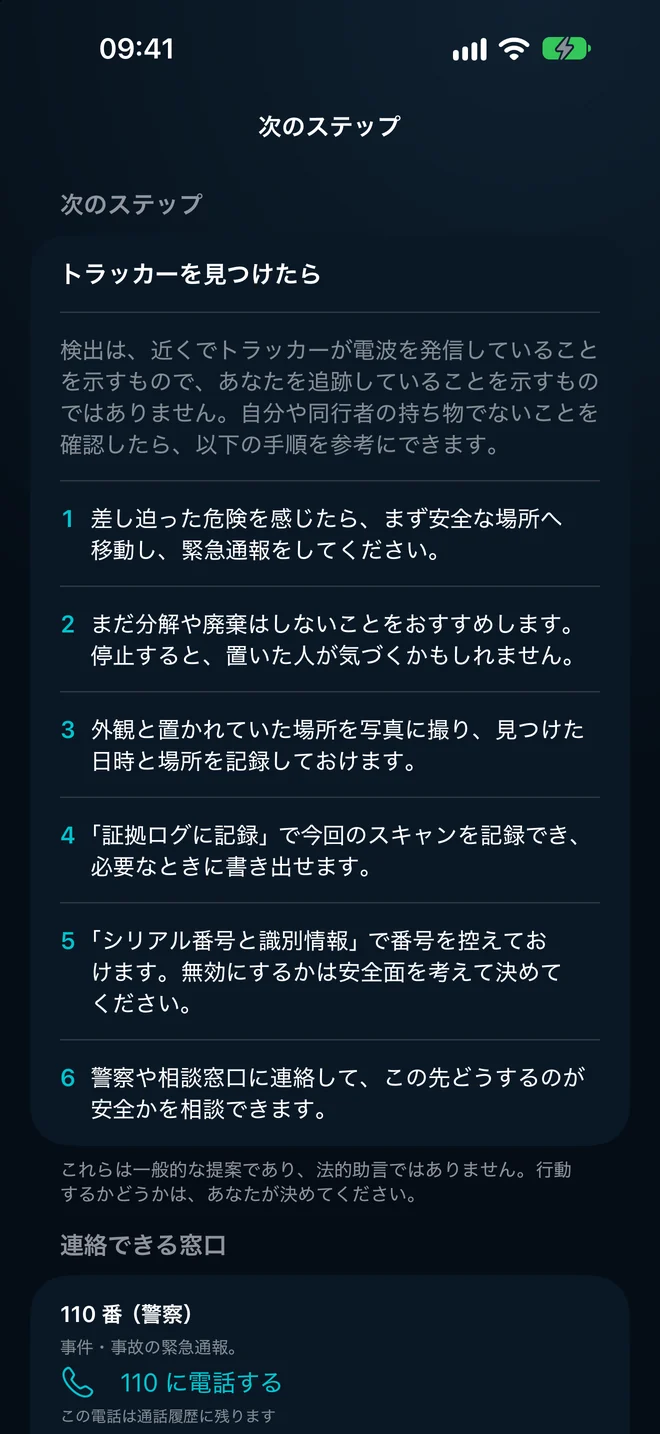 09:41
次のステップ
次のステップ
トラッカーを見つけたら
検出は、近くでトラッカーが電波を発信していること
を示すもので、あなたを追跡していることを示すもの
ではありません。自分や同行者の持ち物でないことを
確認したら、以下の手順を参考にできます。
1 差し迫った危険を感じたら、まず安全な場所へ
移動し、緊急通報をしてください。
2 まだ分解や廃棄はしないことをおすすめします。
停止すると、置いた人が気づくかもしれません。
3 外観と置かれていた場所を写真に撮り、見つけた
日時と場所を記録しておけます。
4 「証拠ログに記録」で今回のスキャンを記録でき、
必要なときに書き出せます。
5 「シリアル番号と識別情報」で番号を控えてお
けます。無効にするかは安全面を考えて決めて
ください。
6 警察や相談窓口に連絡して、この先どうするのが
安全かを相談できます。
これらは一般的な提案であり、法的助言ではありません。行動
するかどうかは、あなたが決めてください。
連絡できる窓口
110 番（警察）
事件・事故の緊急通報。
110 に電話する
この電話は通話履歴に残ります